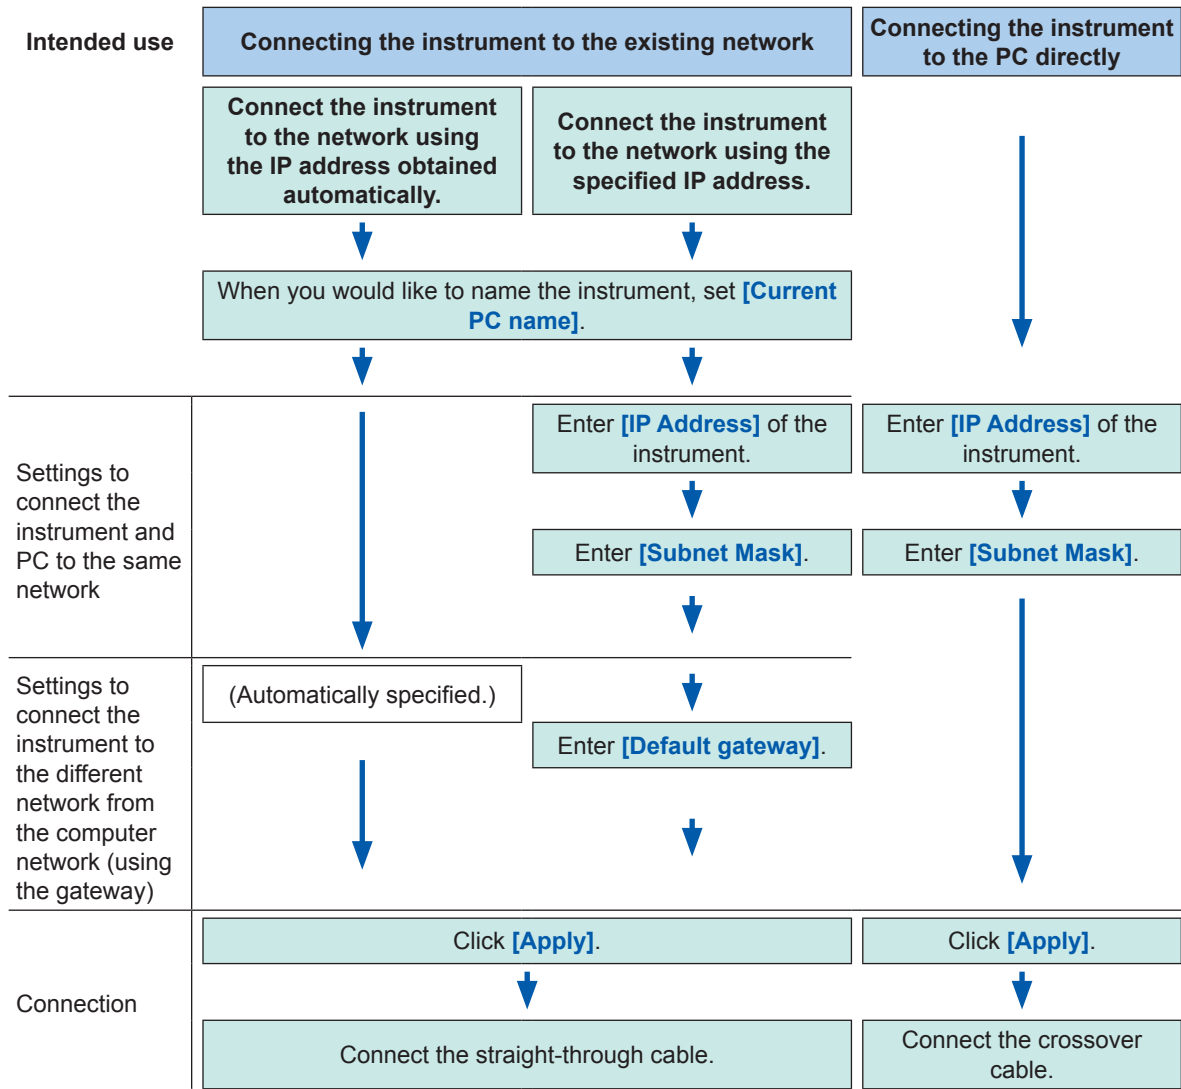 Intended use
Connecting the instrument to the existing network
Connecting the instrument
to the PC directly
Connect the instrument
to the network using
the IP address obtained
automatically.
Connect the instrument
to the network using the
specified IP address.
When you would like to name the instrument, set [Current
PC name].
Settings to
connect the
instrument and
PC to the same
network
Enter [IP Address] of the
instrument.
Enter [IP Address] of the
instrument.
Enter [Subnet Mask].
Enter [Subnet Mask].
Settings to
connect the
instrument to
the different
network from
the computer
network (using
the gateway)
(Automatically specified.)
Enter [Default gateway].
Connection
Click [Apply].
Click [Apply].
Connect the straight-through cable.
Connect the crossover
cable.